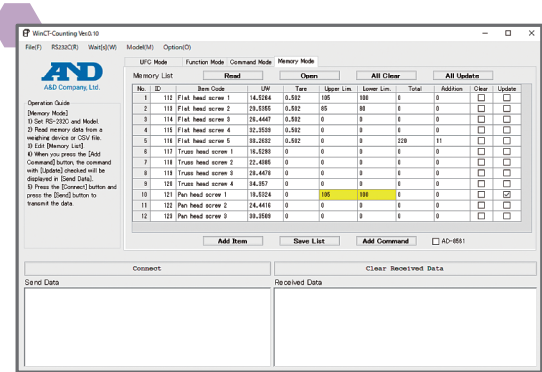 WinCT-Counting Ver.0.10
File(F) RS232C(R) Wait[s](W) Model(M) Option(O)
AND
A&D Company, Ltd.
Operation Guide
[Memory Mode]
1) Set RS-232C and Model.
2) Read memory data from a
weighing device or CSV file.
3) Edit [Memory List]
4) When you press the [Add
Command] button, the command
with [Update] checked will be
displayed in [Send Data].
5) Press the [Connect] button and
press the [Send] button to
transmit the data.
UFC Mode Function Mode Command Mode Memory Mode
Memory List Read Open All Clear All Update
No. ID Item Code UW Tare Upper Lim. Lower Lim. Total Addition Clear Update
1 112 Flat head screw 1 14.5264 0.502 105 100 0 0
2 113 Flat head screw 2 29.5355 0.502 85 80 0 0
3 114 Flat head screw 3 26.4447 0.502 0 0 0 0
4 115 Flat head screw 4 32.3539 0.502 0 0 0 0
5 116 Flat head screw 5 38.2632 0.502 0 0 220 11
6 117 Truss head screw 1 16.5293 0 0 0 0 0
7 118 Truss head screw 2 22.4385 0 0 0 0 0
8 119 Truss head screw 3 28.4478 0 0 0 0 0
9 120 Truss head screw 4 34.357 0 0 0 0 0
10 121 Pan head screw 1 18.5324 0 105 100 0 0
11 122 Pan head screw 2 24.4416 0 0 0 0 0
12 123 Pan head screw 3 30.3509 0 0 0 0 0
Add Item Save List Add Command AD-8561
Connect Clear Received Data
Send Data Received Data